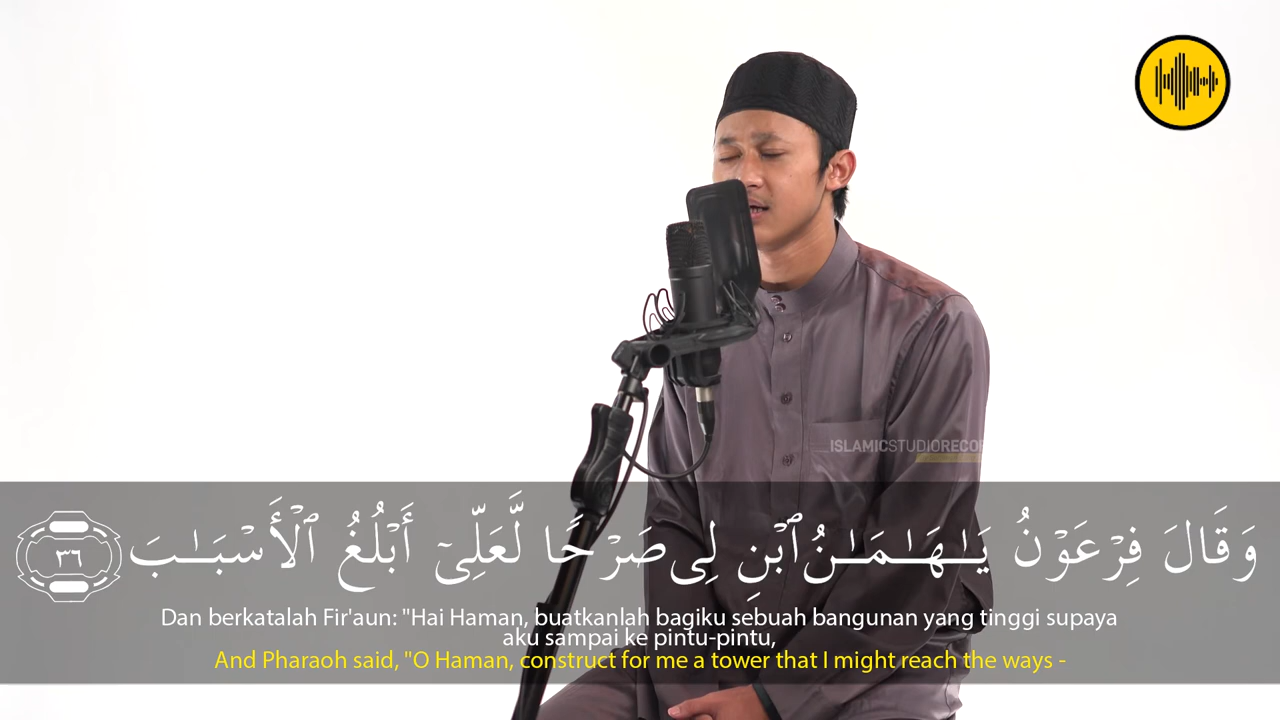 ISLAMICSTUDIORECOR
وَقَالَ فِرْعَوْنُ يَـٰهَـٰمَـٰنُ ٱبْنِ لِى صَرْحًا لَّعَلِّىٓ أَبْلُغُ ٱلْأَسْبَـٰبَ ٣٦
Dan berkatalah Fir'aun: "Hai Haman, buatkanlah bagiku sebuah bangunan yang tinggi supaya
aku sampai ke pintu-pintu,
And Pharaoh said, "O Haman, construct for me a tower that I might reach the ways -